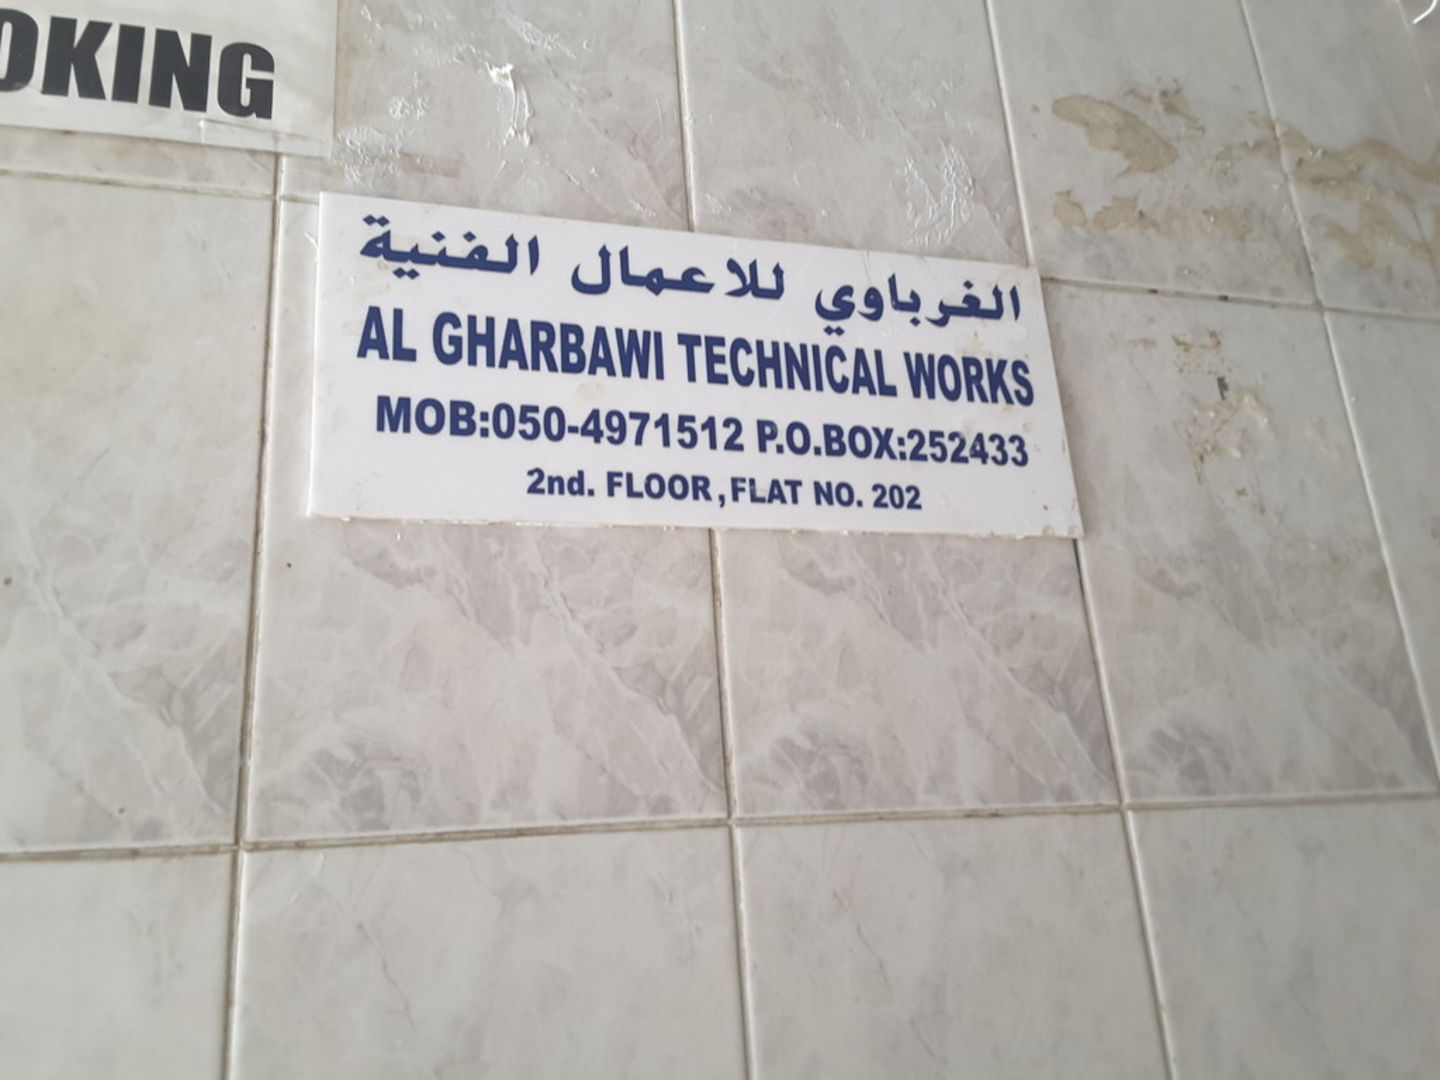 OKING
الغرباوي للاعمال الفنية
AL GHARBAWI TECHNICAL WORKS
MOB:050-4971512 P.O.BOX:252433
2nd. FLOOR, FLAT NO. 202